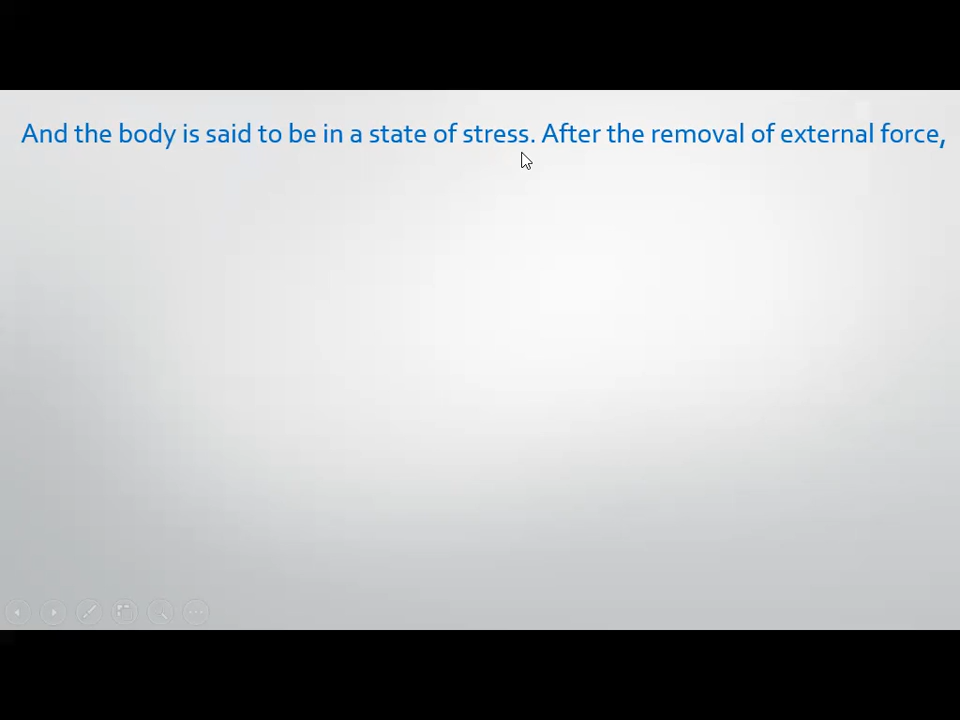 And the body is said to be in a state of stress. After the removal of external force,